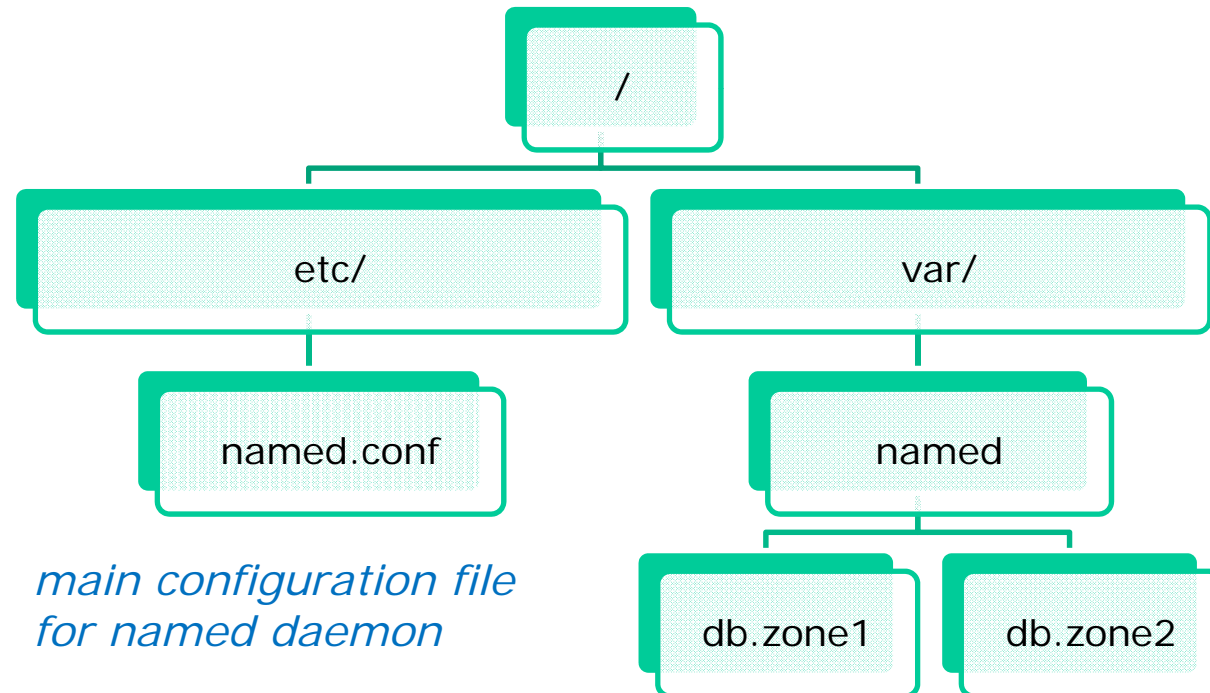 /
etc/
var/
named.conf
named
main configuration file
for named daemon
db.zone1
db.zone2